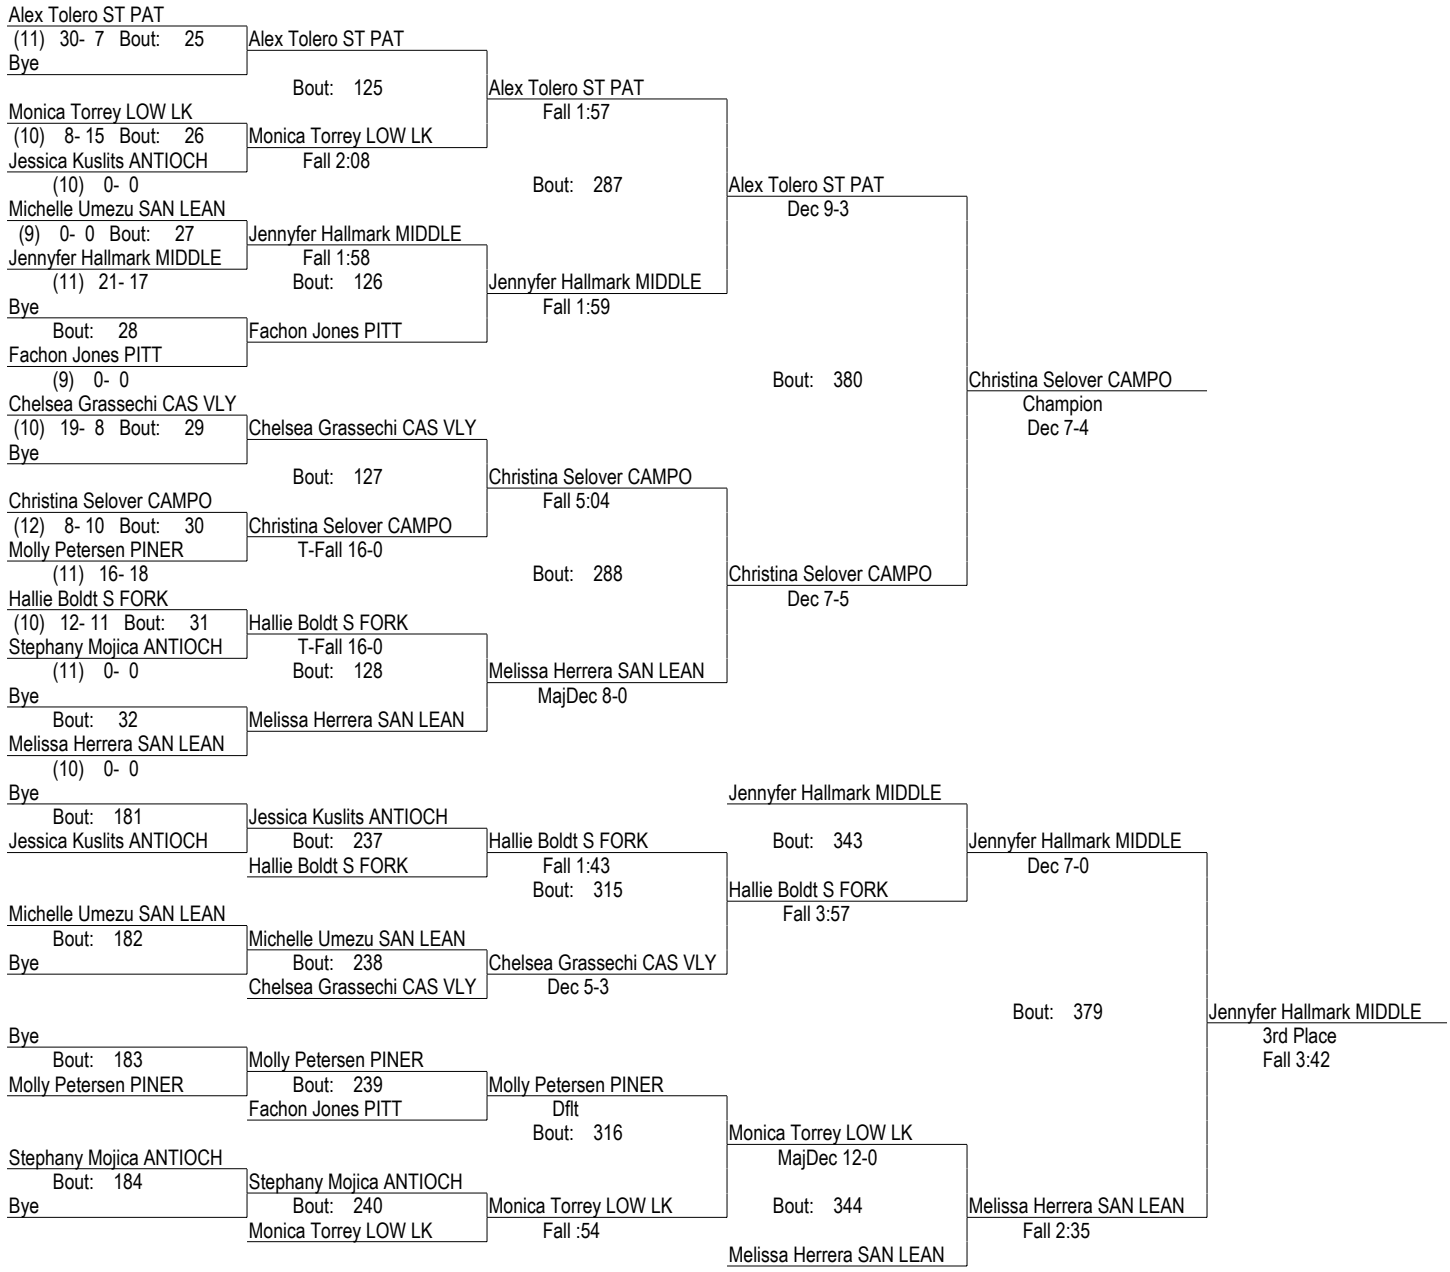 Alex Tolero ST PAT
(11) 30- 7 Bout: 25 Alex Tolero ST PAT
Bye
Bout: 125 Alex Tolero ST PAT
Monica Torrey LOW LK Fall 1:57
(10) 8- 15 Bout: 26 Monica Torrey LOW LK
Jessica Kuslits ANTIOCH Fall 2:08
(10) 0- 0 Bout: 287 Alex Tolero ST PAT
Michelle Umezu SAN LEAN Dec 9-3
(9) 0- 0 Bout: 27 Jennyfer Hallmark MIDDLE
Jennyfer Hallmark MIDDLE Fall 1:58
(11) 21- 17 Bout: 126 Jennyfer Hallmark MIDDLE
Bye Fall 1:59
Bout: 28 Fachon Jones PITT
Fachon Jones PITT
(9) 0- 0 Bout: 380 Christina Selover CAMPO
Chelsea Grassechi CAS VLY Champion
(10) 19- 8 Bout: 29 Chelsea Grassechi CAS VLY Dec 7-4
Bye
Bout: 127 Christina Selover CAMPO
Christina Selover CAMPO Fall 5:04
(12) 8- 10 Bout: 30 Christina Selover CAMPO
Molly Petersen PINER T-Fall 16-0
(11) 16- 18 Bout: 288 Christina Selover CAMPO
Hallie Boldt S FORK Dec 7-5
(10) 12- 11 Bout: 31 Hallie Boldt S FORK
Stephany Mojica ANTIOCH T-Fall 16-0
(11) 0- 0 Bout: 128 Melissa Herrera SAN LEAN
Bye MajDec 8-0
Bout: 32 Melissa Herrera SAN LEAN
Melissa Herrera SAN LEAN
(10) 0- 0
Bye Jennyfer Hallmark MIDDLE
Bout: 181 Jessica Kuslits ANTIOCH
Jessica Kuslits ANTIOCH Bout: 237 Hallie Boldt S FORK Bout: 343 Jennyfer Hallmark MIDDLE
Hallie Boldt S FORK Fall 1:43 Dec 7-0
Bout: 315 Hallie Boldt S FORK
Michelle Umezu SAN LEAN Fall 3:57
Bout: 182 Michelle Umezu SAN LEAN
Bye Bout: 238 Chelsea Grassechi CAS VLY
Chelsea Grassechi CAS VLY Dec 5-3
Bout: 379 Jennyfer Hallmark MIDDLE
Bye 3rd Place
Bout: 183 Molly Petersen PINER Fall 3:42
Molly Petersen PINER Bout: 239 Molly Petersen PINER
Fachon Jones PITT Dflt
Bout: 316 Monica Torrey LOW LK
Stephany Mojica ANTIOCH MajDec 12-0
Bout: 184 Stephany Mojica ANTIOCH
Bye Bout: 240 Monica Torrey LOW LK Bout: 344 Melissa Herrera SAN LEAN
Monica Torrey LOW LK Fall :54 Fall 2:35
Melissa Herrera SAN LEAN